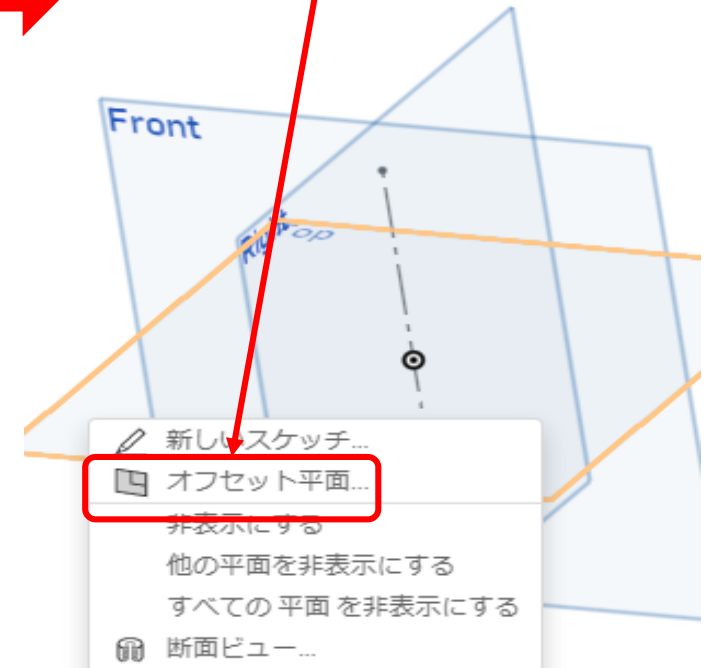 Front
Right
Top
新しいスケッチ...
オフセット平面...
非表示にする
他の平面を非表示にする
すべての 平面 を非表示にする
断面ビュー...